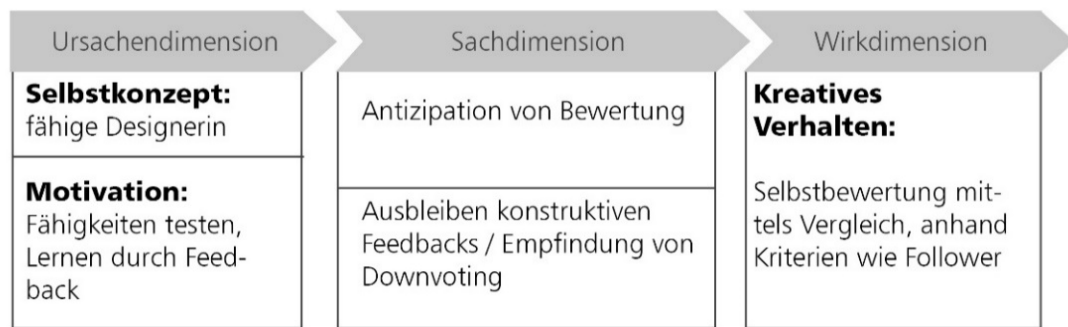 Ursachendimension
Sachdimension
Wirkdimension
Selbstkonzept:
fähige Designerin
Motivation:
Fähigkeiten testen,
Lernen durch Feed-
back
Antizipation von Bewertung
Ausbleiben konstruktiven
Feedbacks / Empfindung von
Downvoting
Kreatives
Verhalten:
Selbstbewertung mit-
tels Vergleich, anhand
Kriterien wie Follower